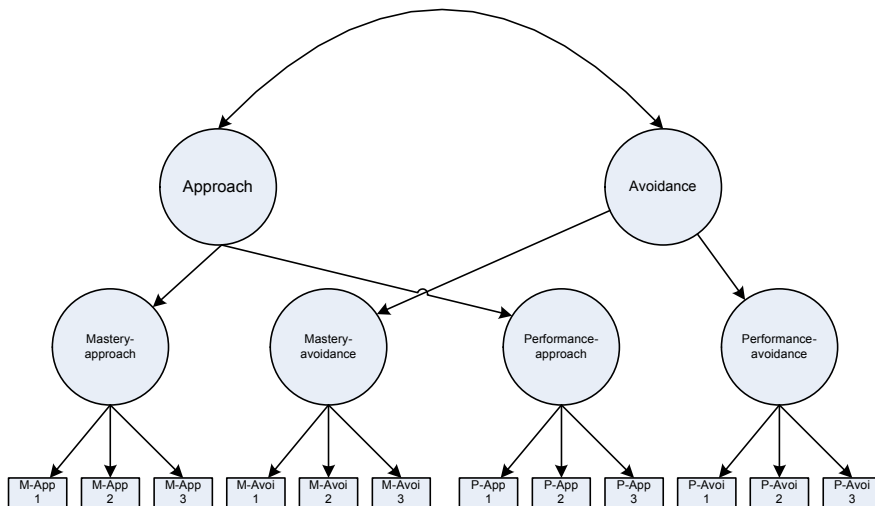 Approach
Avoidance
Mastery-
approach
Mastery-
avoidance
Performance-
approach
Performance-
avoidance
M-App
1
M-App
2
M-App
3
M-Avoi
1
M-Avoi
2
M-Avoi
3
P-App
1
P-App
2
P-App
3
P-Avoi
1
P-Avoi
2
P-Avoi
3